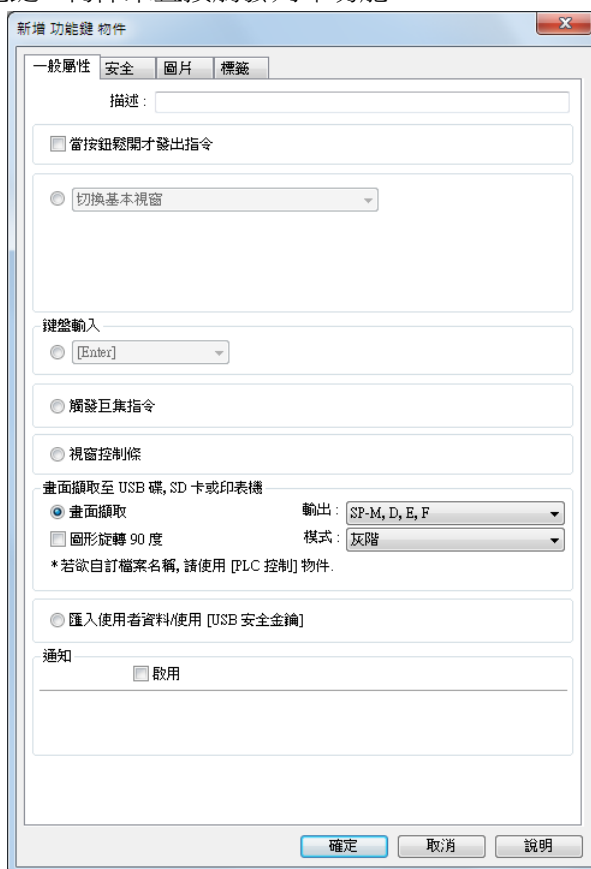 新增 功能鍵 物件
一般屬性 安全 圖片 標籤
描述 :
當按鈕鬆開才發出指令
切換基本視窗
鍵盤輸入
[Enter]
觸發巨集指令
視窗控制條
畫面擷取至 USB 碟, SD 卡或印表機
畫面擷取 輸出 : SP-M, D, E, F
圖形旋轉 90 度 模式 : 灰階
*若欲自訂檔案名稱, 請使用 [PLC 控制] 物件.
匯入使用者資料/使用 [USB 安全金鑰]
通知
啟用
確定 取消 說明